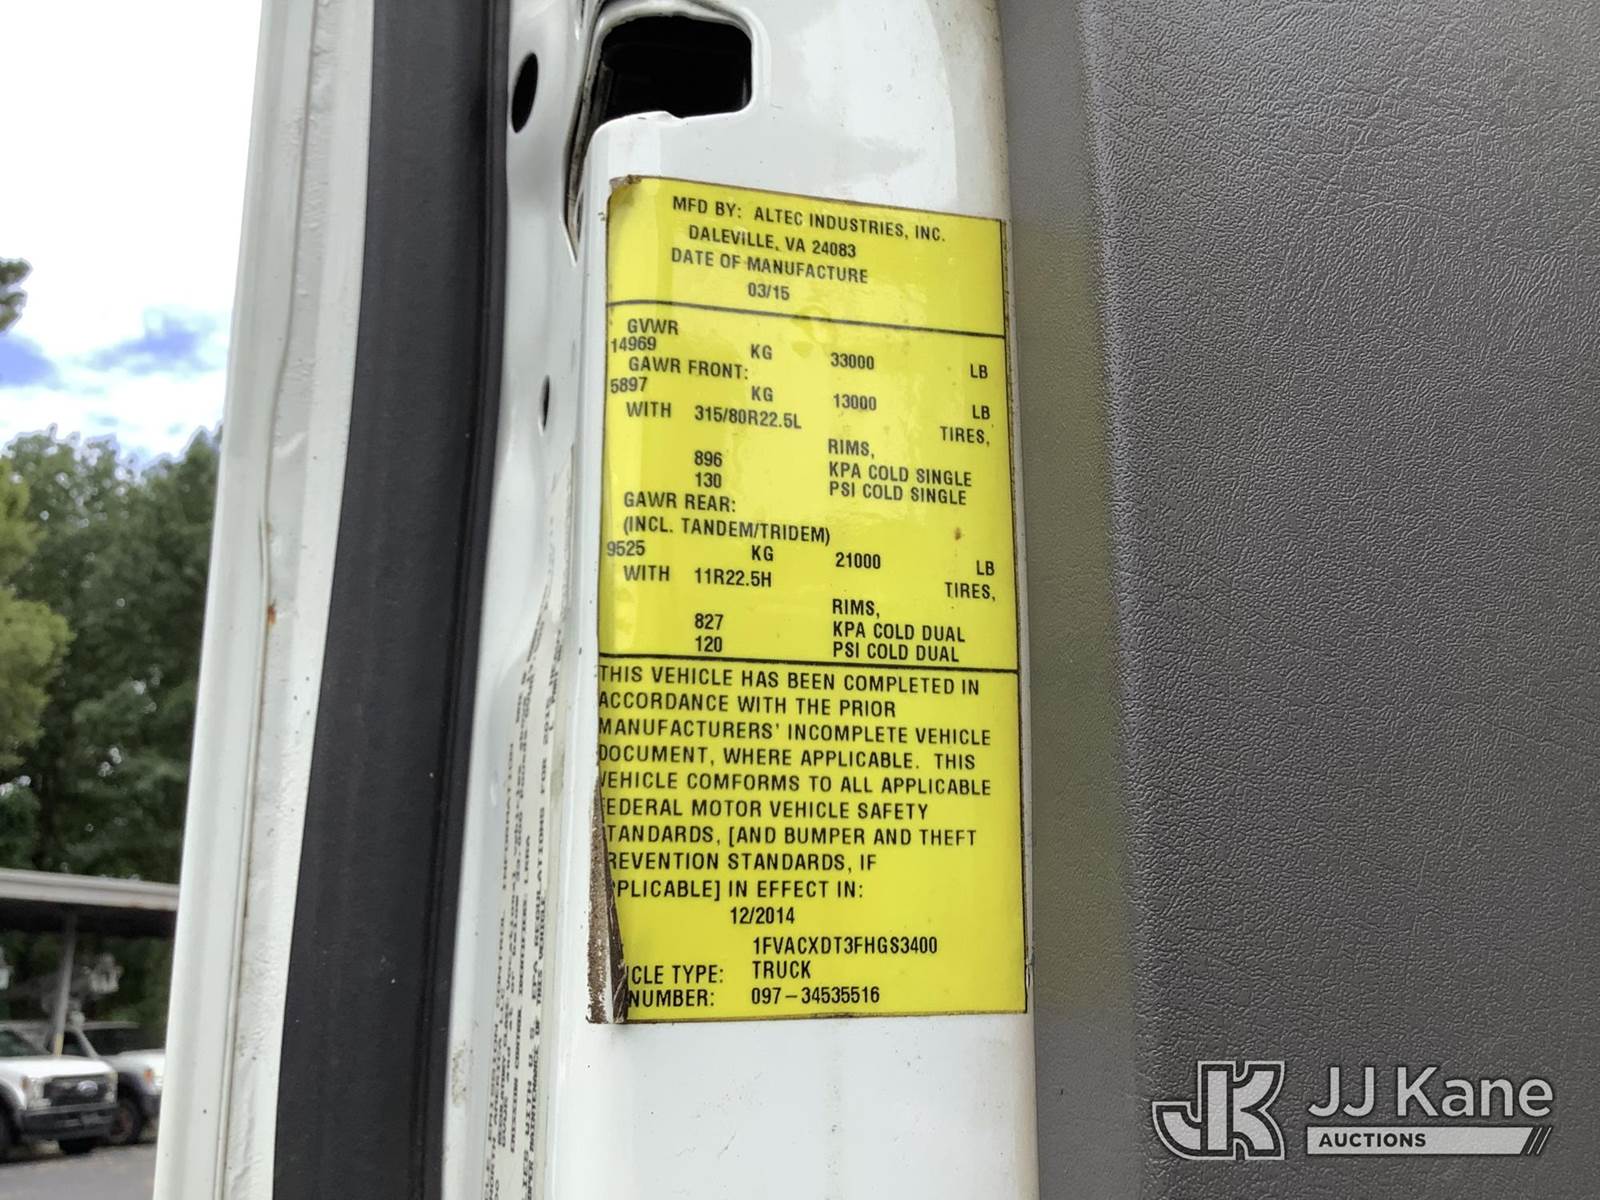 MFD BY: ALTEC INDUSTRIES, INC.
DALEVILLE, VA 24083
DATE OF MANUFACTURE
03/15
GVWR
14969 KG 33000 LB
GAWR FRONT:
5897 KG 13000 LB
WITH 315/80R22.5L TIRES,
RIMS,
896 KPA COLD SINGLE
130 PSI COLD SINGLE
GAWR REAR:
(INCL. TANDEM/TRIDEM)
9525 KG 21000 LB
WITH 11R22.5H TIRES,
RIMS,
827 KPA COLD DUAL
120 PSI COLD DUAL
THIS VEHICLE HAS BEEN COMPLETED IN
ACCORDANCE WITH THE PRIOR
MANUFACTURERS' INCOMPLETE VEHICLE
DOCUMENT, WHERE APPLICABLE. THIS
VEHICLE COMFORMS TO ALL APPLICABLE
FEDERAL MOTOR VEHICLE SAFETY
STANDARDS, [AND BUMPER AND THEFT
PREVENTION STANDARDS, IF
APPLICABLE] IN EFFECT IN:
12/2014
1FVACXDT3FHGS3400
ICLE TYPE: TRUCK
NUMBER: 097-34535516
JK JJ Kane
AUCTIONS